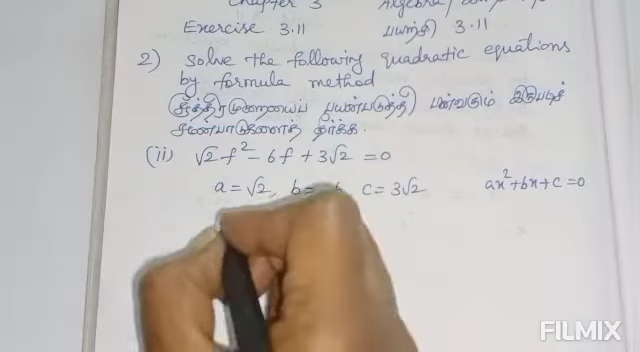 Chapter 3
Exercise 3.11 பயிற்சி 3.11
2) Solve the following quadratic equations
by formula method
(சூத்திரமுறையைப் பயன்படுத்தி) பின்வரும் இருபடிச்
சமன்பாடுகளைத் தீர்க்க.
(ii) √2 f² - 6f + 3√2 = 0
a = √2, b = c = 3√2 ax² + bx + c = 0
FILMIX